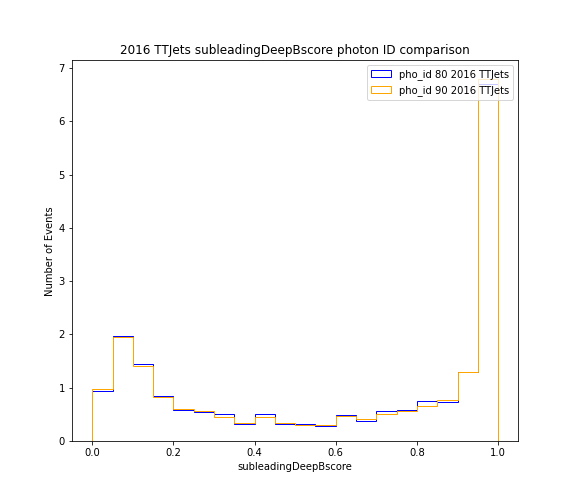 2016 TTJets subleadingDeepBscore photon ID comparison
7
6
5
4
3
2
1
0
Number of Events
pho_id 80 2016 TTJets
pho_id 90 2016 TTJets
0.0 0.2 0.4 0.6 0.8 1.0
subleadingDeepBscore